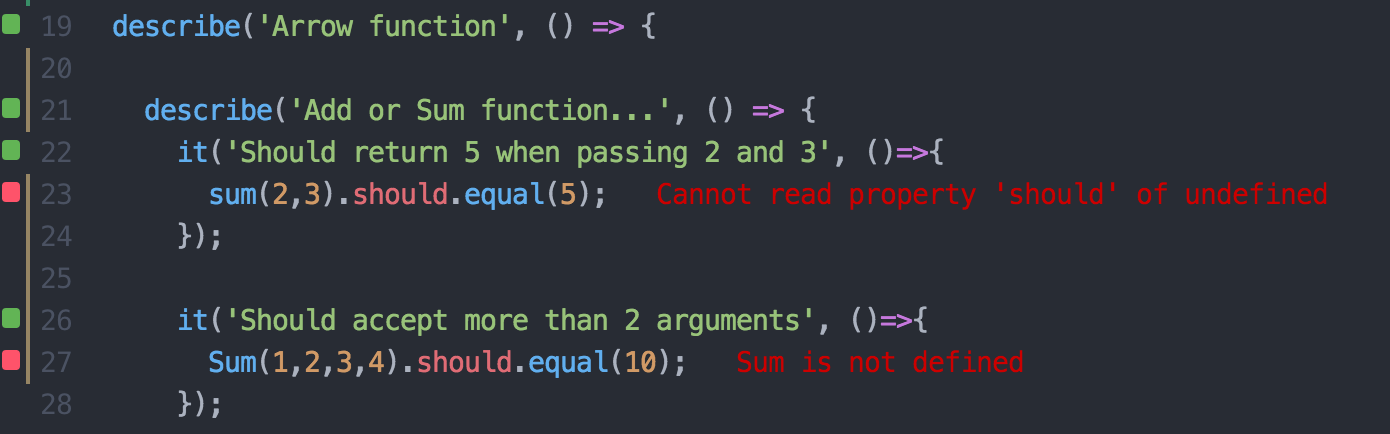 19 describe('Arrow function', () => {
20
21 describe('Add or Sum function...', () => {
22 it('Should return 5 when passing 2 and 3', ()=>{
23 sum(2,3).should.equal(5); Cannot read property 'should' of undefined
24 });
25
26 it('Should accept more than 2 arguments', ()=>{
27 Sum(1,2,3,4).should.equal(10); Sum is not defined
28 });